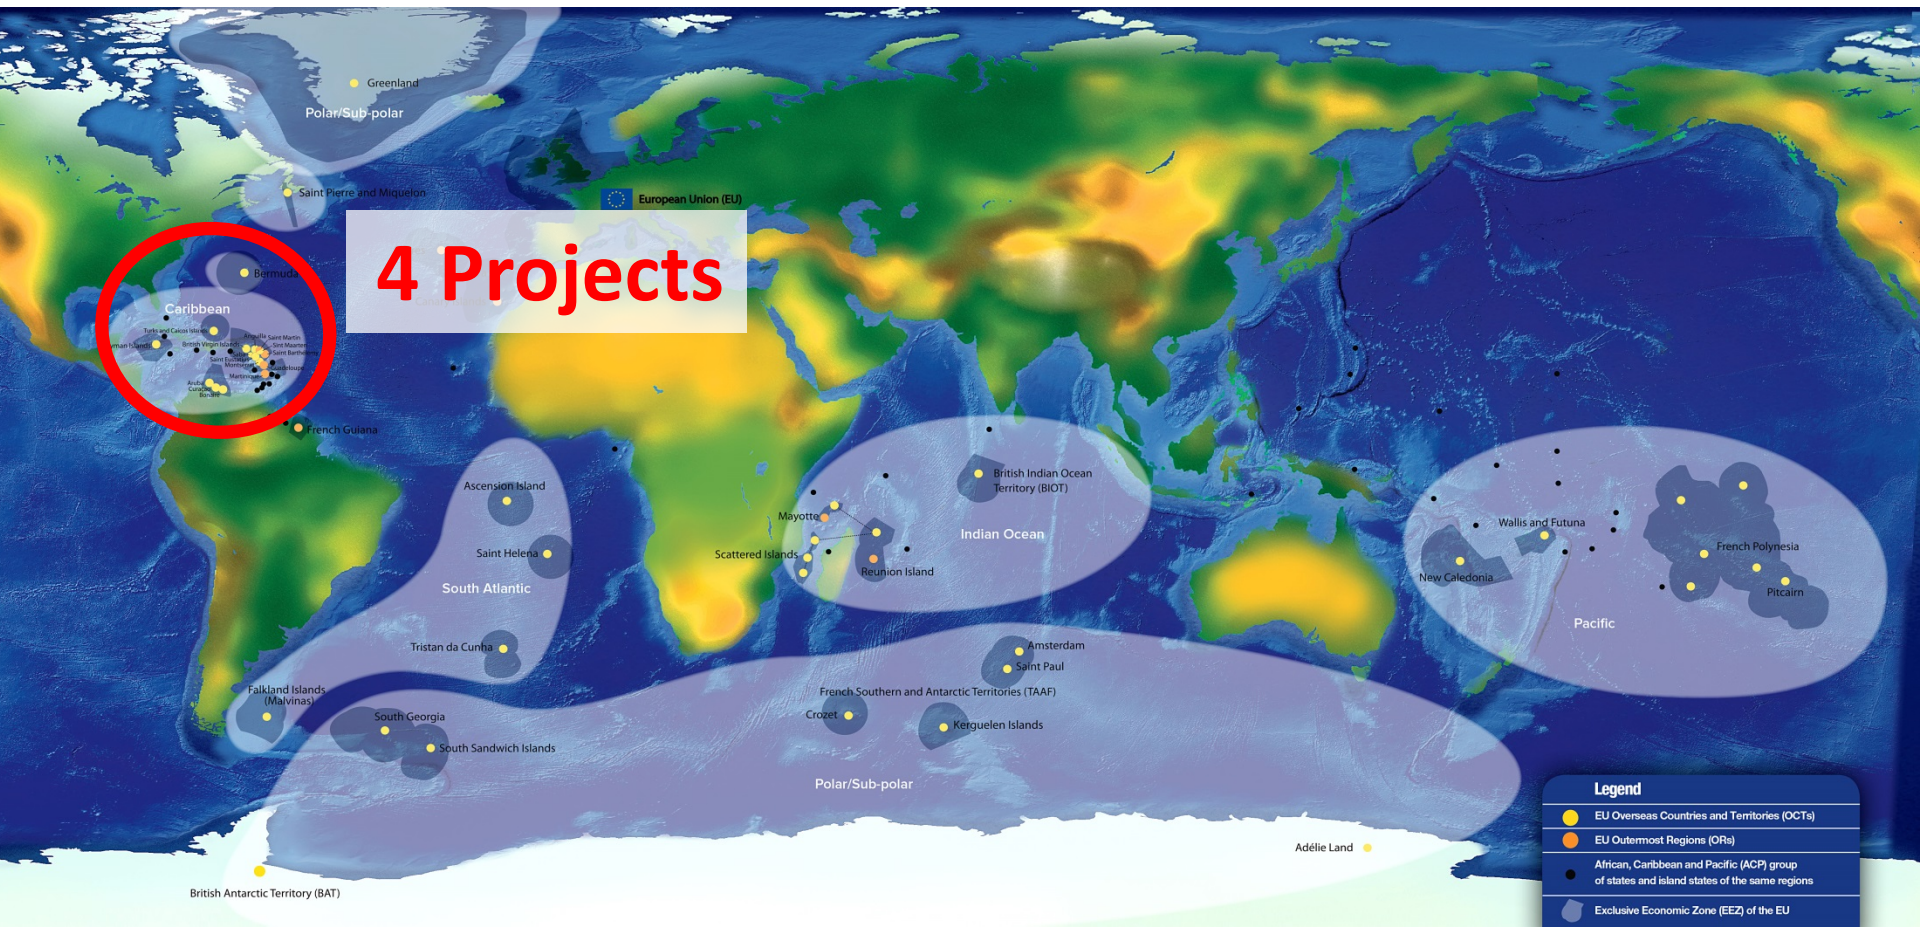 Greenland
Polar/Sub-polar
Saint Pierre and Miquelon
European Union (EU)
4 Projects
Bermuda
Caribbean
Turks and Caicos Islands
yman Islands
British Virgin Islands
Anguilla
Saint Martin
Sint Maarten
Saint Barthelemy
Saint Eustatius
Montserrat
Guadeloupe
Martinique
Aruba
Curaçao
Bonaire
French Guiana
Ascension Island
Saint Helena
South Atlantic
Tristan da Cunha
Falkland Islands
(Malvinas)
South Georgia
South Sandwich Islands
British Indian Ocean
Territory (BIOT)
Mayotte
Indian Ocean
Scattered Islands
Reunion Island
Wallis and Futuna
French Polynesia
New Caledonia
Pitcairn
Pacific
Amsterdam
Saint Paul
French Southern and Antarctic Territories (TAAF)
Crozet
Kerguelen Islands
Polar/Sub-polar
Adélie Land
British Antarctic Territory (BAT)
Legend
EU Overseas Countries and Territories (OCTs)
EU Outermost Regions (ORs)
African, Caribbean and Pacific (ACP) group
of states and island states of the same regions
Exclusive Economic Zone (EEZ) of the EU